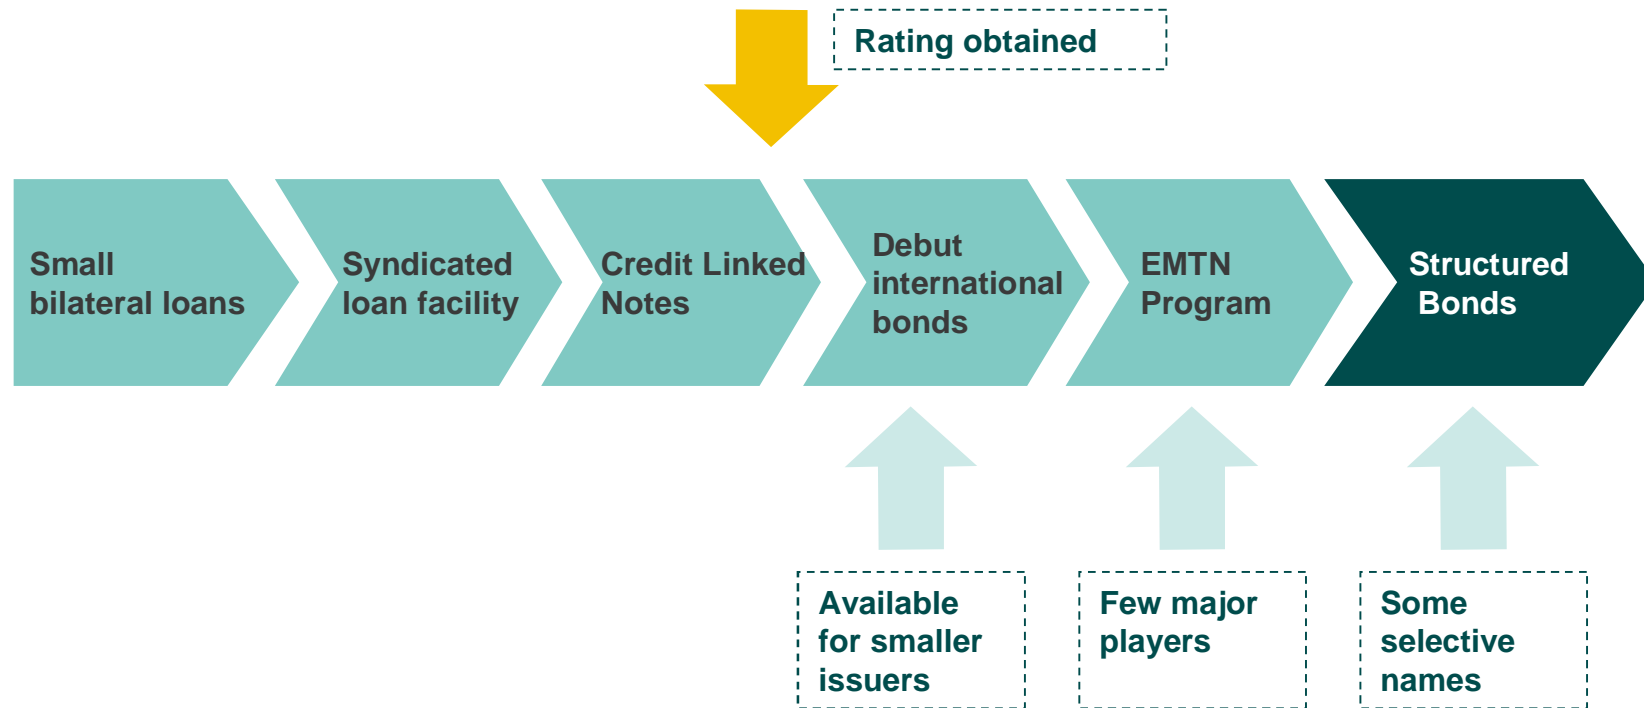 Rating obtained
Small
bilateral loans
Syndicated
loan facility
Credit Linked
Notes
Debut
international
bonds
EMTN
Program
Structured
Bonds
Available
for smaller
issuers
Few major
players
Some
selective
names